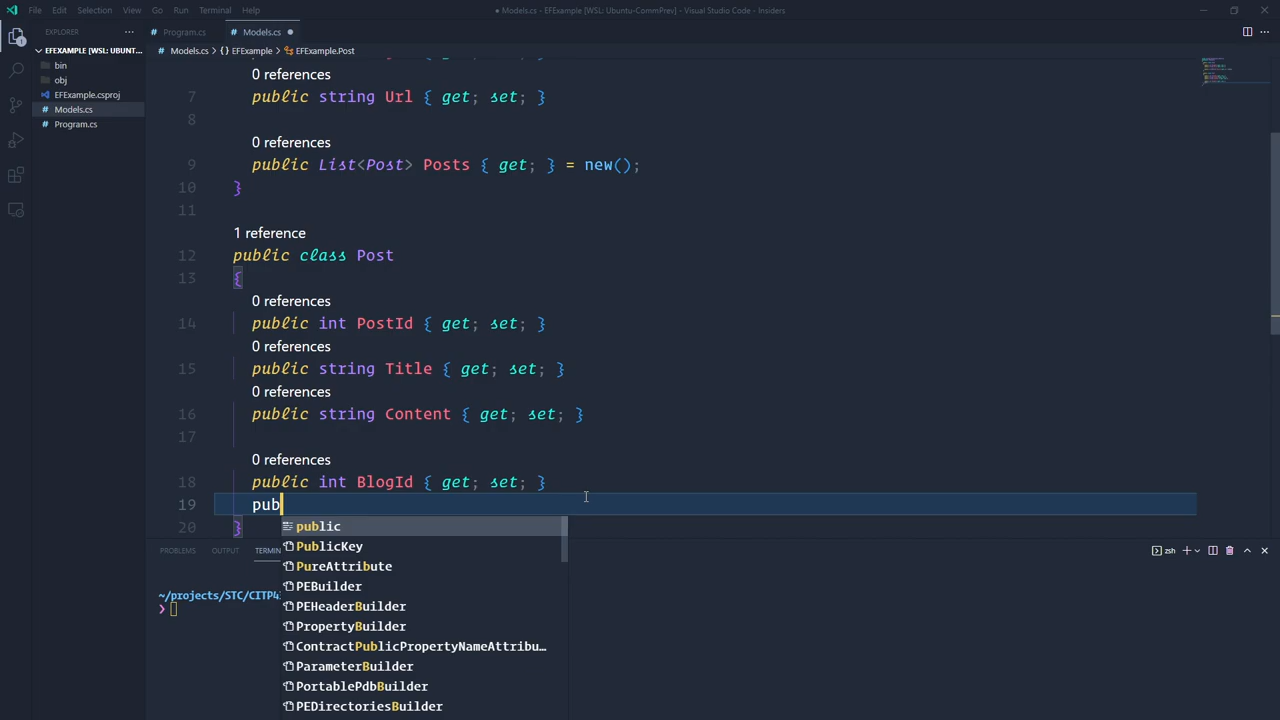 File Edit Selection View Go Run Terminal Help
● Models.cs - EFExample [WSL: Ubuntu-CommPrev] - Visual Studio Code - Insiders
EXPLORER
EFEXAMPLE [WSL: UBUNT...
bin
obj
EFExample.csproj
Models.cs
Program.cs
Program.cs
Models.cs
Models.cs > {} EFExample > EFExample.Post
0 references
7 public string Url { get; set; }
8
0 references
9 public List<Post> Posts { get; } = new();
10 }
11
1 reference
12 public class Post
13 {
0 references
14 public int PostId { get; set; }
0 references
15 public string Title { get; set; }
0 references
16 public string Content { get; set; }
17
0 references
18 public int BlogId { get; set; }
19 pub
20 }
public
PublicKey
PureAttribute
PEBuilder
PEHeaderBuilder
PropertyBuilder
ContractPublicPropertyNameAttribu...
ParameterBuilder
PortablePdbBuilder
PEDirectoriesBuilder
PROBLEMS OUTPUT TERMIN
zsh
~/projects/STC/CITP4
❯
1